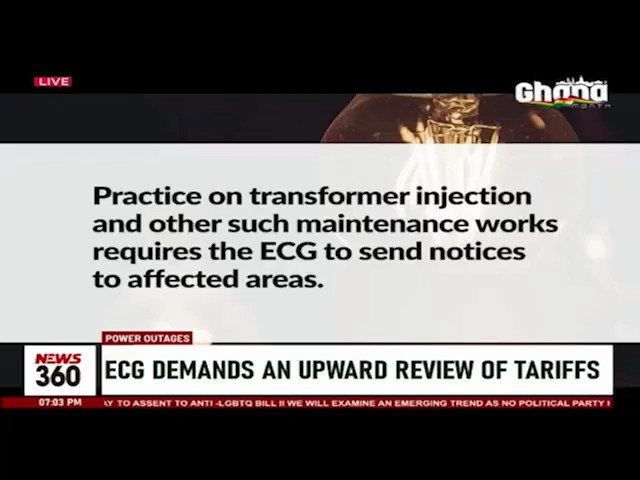 LIVE
Ghana
MONTH
Practice on transformer injection
and other such maintenance works
requires the ECG to send notices
to affected areas.
POWER OUTAGES
NEWS
360
ECG DEMANDS AN UPWARD REVIEW OF TARIFFS
07:03 PM
AY TO ASSENT TO ANTI -LGBTQ BILL II WE WILL EXAMINE AN EMERGING TREND AS NO POLITICAL PARTY